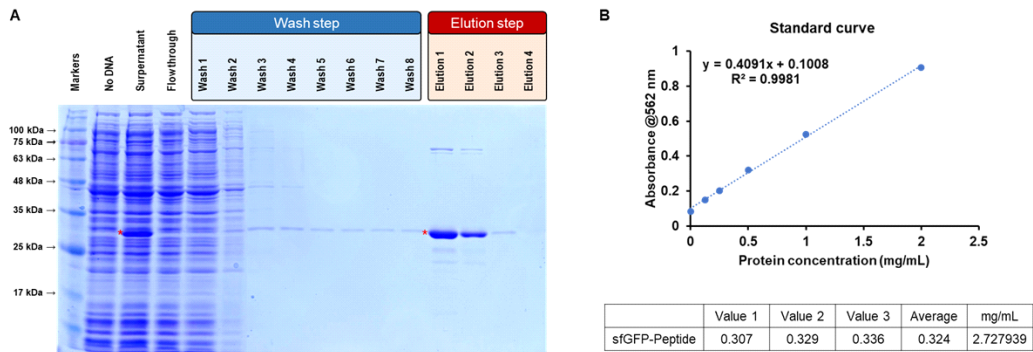 A
Wash step
Elution step
Markers
No DNA
Surpernatant
Flowthrough
Wash 1
Wash 2
Wash 3
Wash 4
Wash 5
Wash 6
Wash 7
Wash 8
Elution 1
Elution 2
Elution 3
Elution 4
100 kDa →
75 kDa →
63 kDa →
48 kDa →
35 kDa →
25 kDa →
17 kDa →
*
*
B
Standard curve
y = 0.4091x + 0.1008
R² = 0.9981
Absorbance @562 nm
1
0.8
0.6
0.4
0.2
0
0 0.5 1.0 1.5 2 2.5
Protein concentration (mg/mL)
Value 1 Value 2 Value 3 Average mg/mL
sfGFP-Peptide 0.307 0.329 0.336 0.324 2.727939